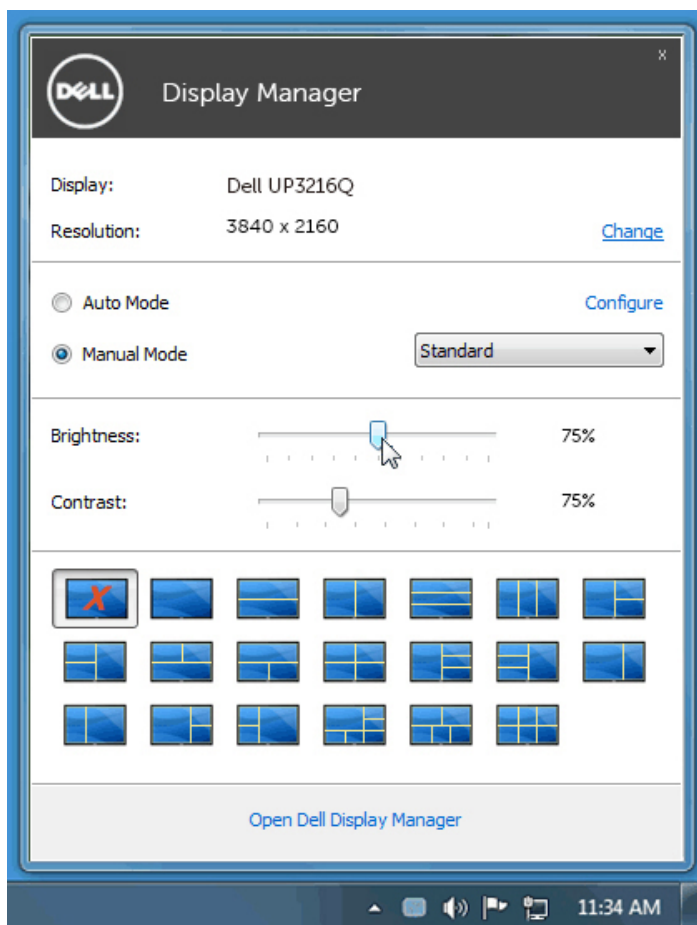 x
DELL
Display Manager
Display: Dell UP3216Q
Resolution: 3840 x 2160 Change
Auto Mode Configure
Manual Mode Standard
Brightness: 75%
Contrast: 75%
X
Open Dell Display Manager
11:34 AM